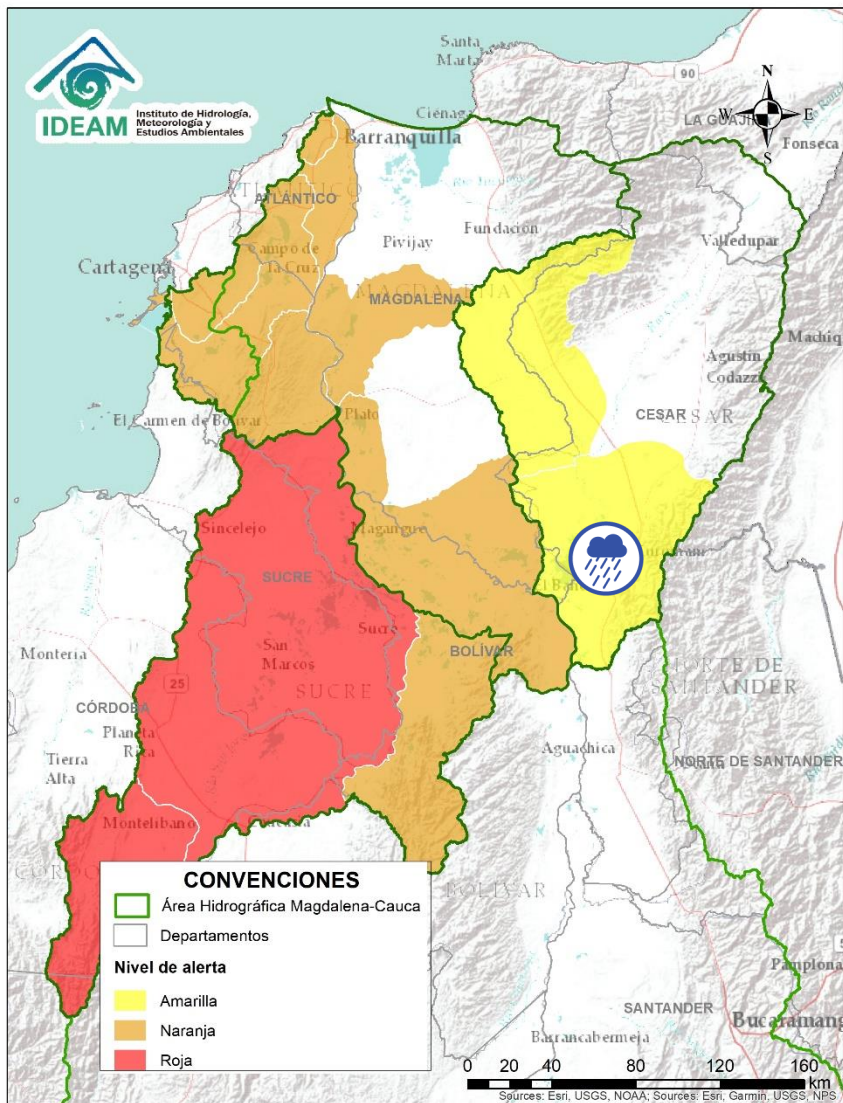 IDEAM
Instituto de Hidrología,
Meteorología y
Estudios Ambientales
Santa
Marta
90
N
W
E
S
LA GUAJIRA
Ciénaga
Fonseca
Barranquilla
ATLÁNTICO
Fundación
Pivijay
Valledupar
Campo de
la Cruz
Cartagena
MAGDALENA
MAGDALENA
Agustín
Codazzi
CESAR
CESAR
El Carmen de Bolívar
Plato
Sincelejo
Magangué
SUCRE
Sucre
San
Marcos
SUCRE
BOLÍVAR
Montería
25
NORTE DE
SANTANDER
CÓRDOBA
Planeta
Rica
Tierra
Alta
Aguachica
NORTE DE SANTANDER
Montelíbano
BOLÍVAR
CONVENCIONES
Área Hidrográfica Magdalena-Cauca
Departamentos
Nivel de alerta
Amarilla
Naranja
Roja
Pamplona
SANTANDER
Bucaramang
Barrancabermeja
0 20 40 80 120 160
km
Sources: Esri, USGS, NOAA; Sources: Esri, Garmin, USGS, NPS